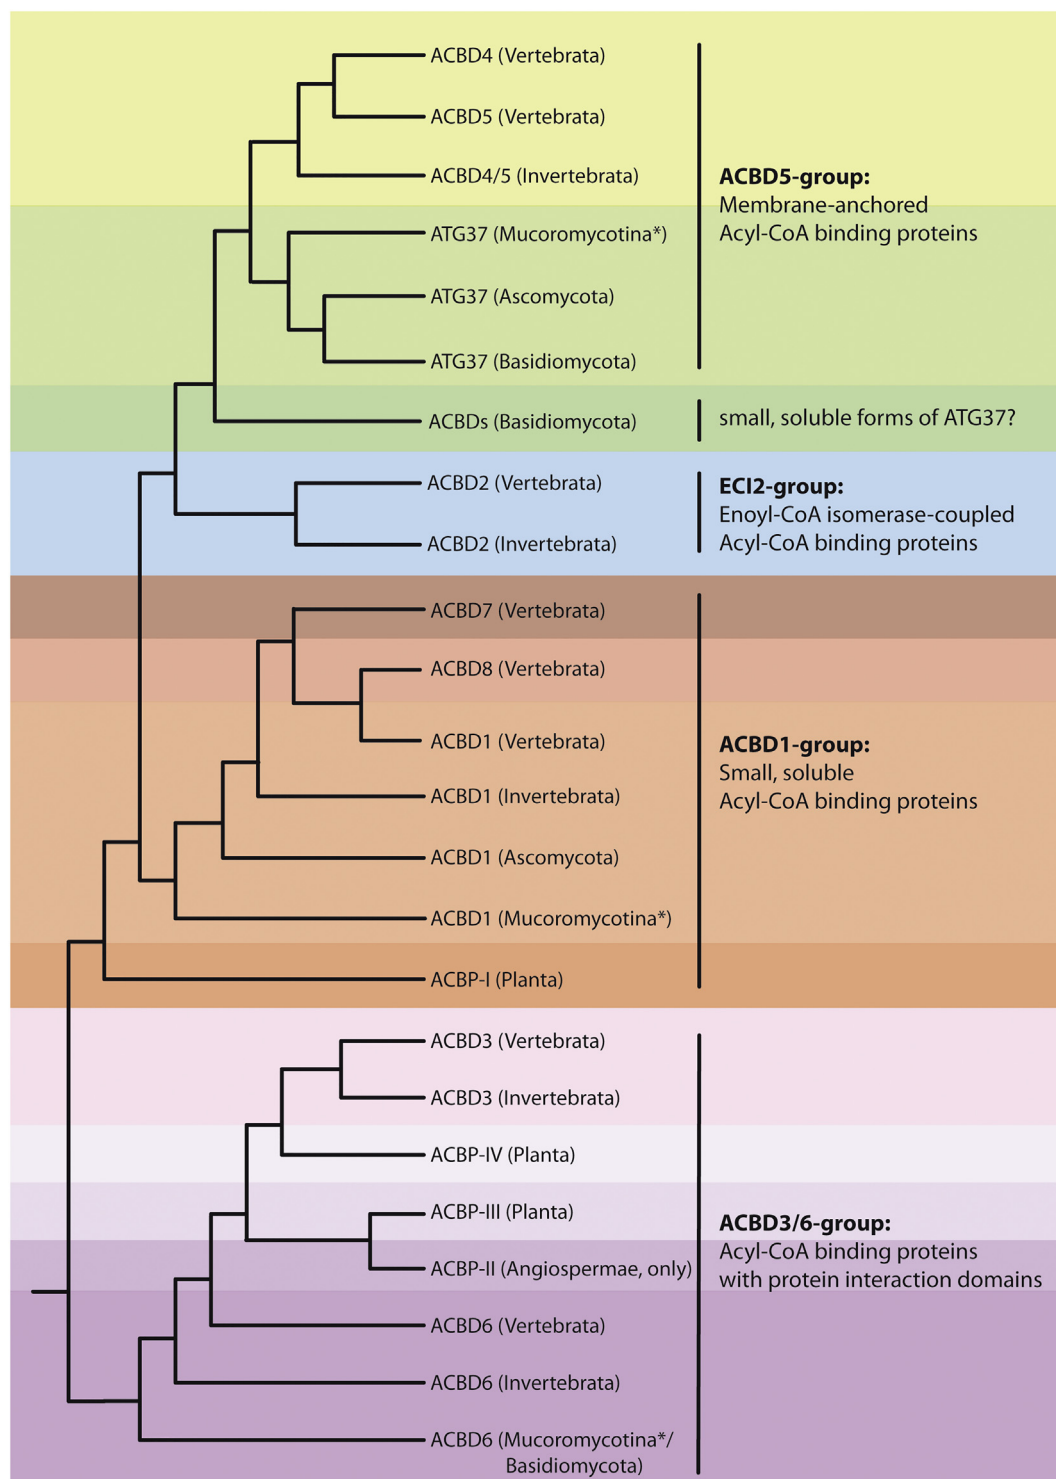 ACBD4 (Vertebrata)
ACBD5 (Vertebrata)
ACBD4/5 (Invertebrata)
ATG37 (Mucoromycotina*)
ATG37 (Ascomycota)
ATG37 (Basidiomycota)
ACBD5-group:
Membrane-anchored
Acyl-CoA binding proteins
ACBDs (Basidiomycota)
small, soluble forms of ATG37?
ACBD2 (Vertebrata)
ACBD2 (Invertebrata)
ECI2-group:
Enoyl-CoA isomerase-coupled
Acyl-CoA binding proteins
ACBD7 (Vertebrata)
ACBD8 (Vertebrata)
ACBD1 (Vertebrata)
ACBD1 (Invertebrata)
ACBD1 (Ascomycota)
ACBD1 (Mucoromycotina*)
ACBP-I (Planta)
ACBD1-group:
Small, soluble
Acyl-CoA binding proteins
ACBD3 (Vertebrata)
ACBD3 (Invertebrata)
ACBP-IV (Planta)
ACBP-III (Planta)
ACBP-II (Angiospermae, only)
ACBD6 (Vertebrata)
ACBD6 (Invertebrata)
ACBD6 (Mucoromycotina*/
Basidiomycota)
ACBD3/6-group:
Acyl-CoA binding proteins
with protein interaction domains